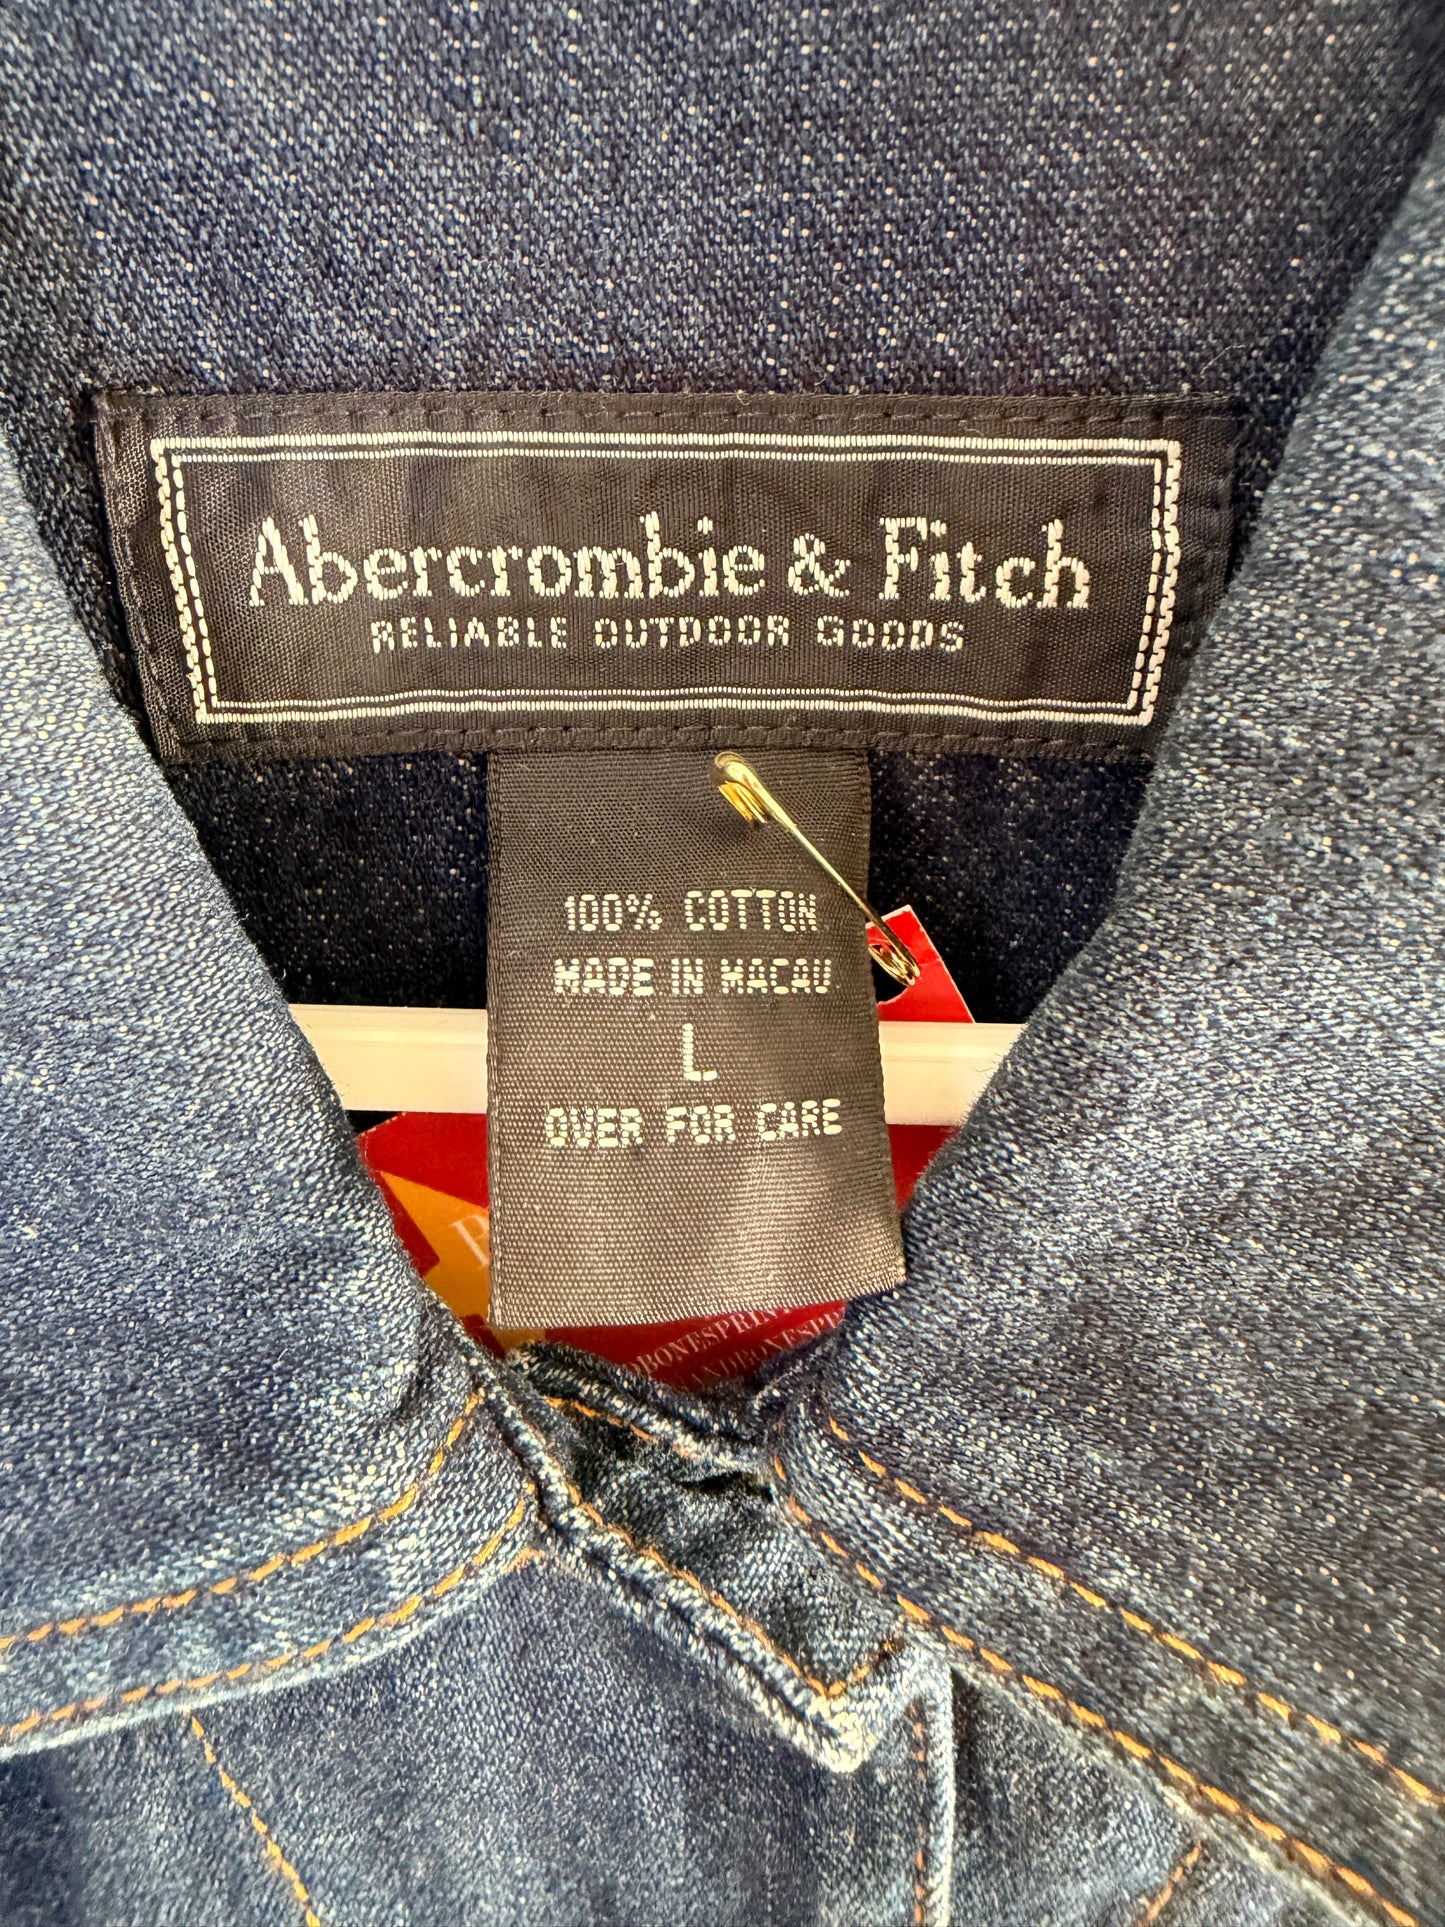 Abercrombie & Fitch
RELIABLE OUTDOOR GOODS
100% COTTON
MADE IN MACAU
L
OVER FOR CARE